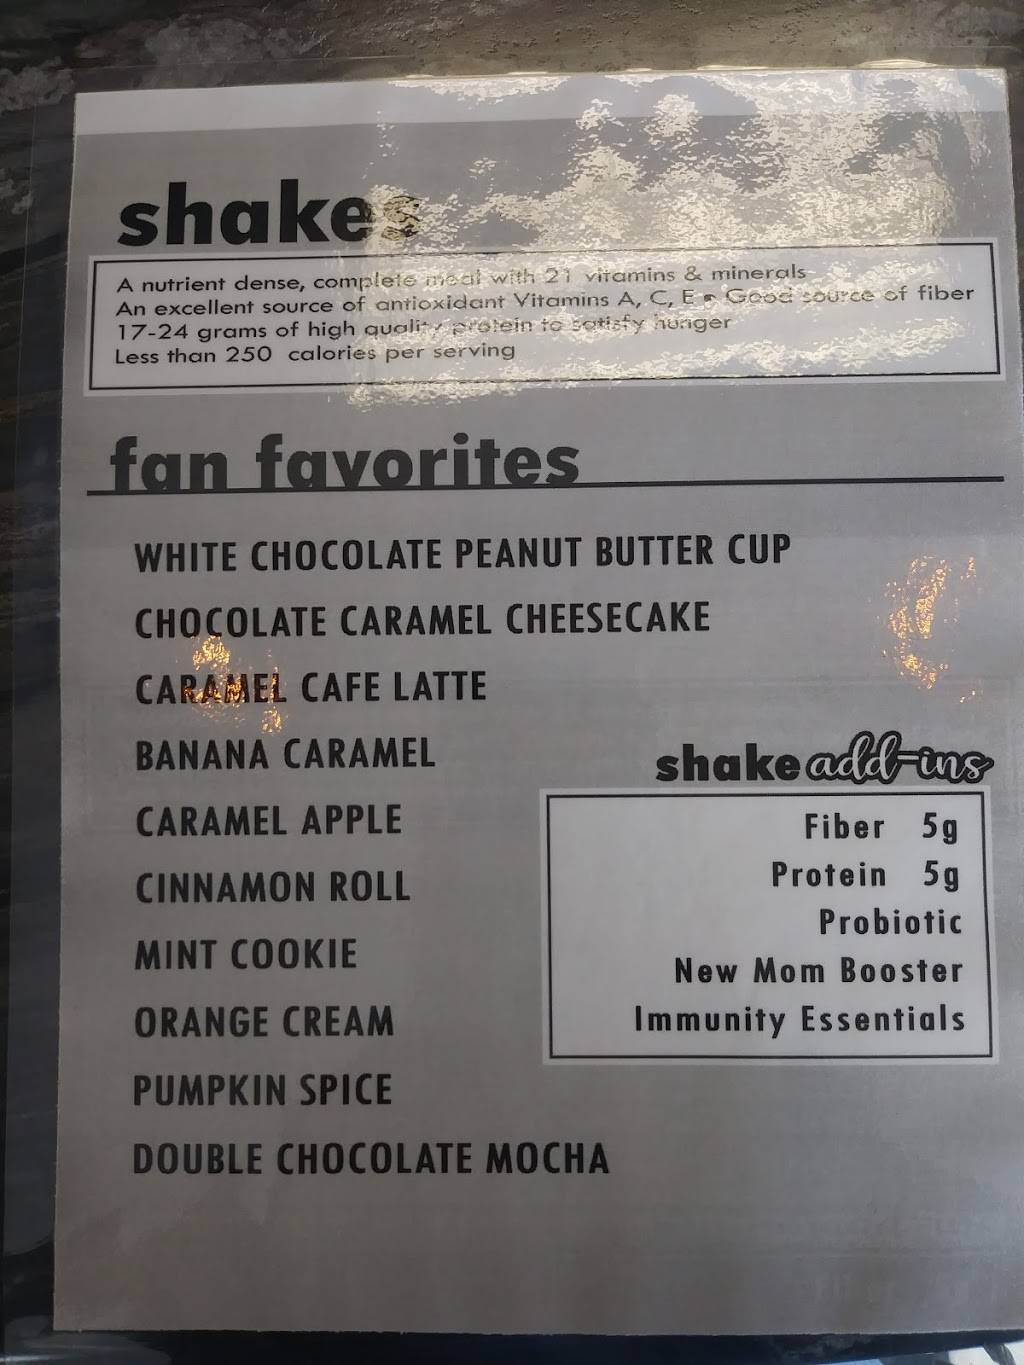 shakes
A nutrient dense, complete meal with 21 vitamins & minerals
An excellent source of antioxidant Vitamins A, C, E • Good source of fiber
17-24 grams of high quality protein to satisfy hunger
Less than 250 calories per serving
fan favorites
WHITE CHOCOLATE PEANUT BUTTER CUP
CHOCOLATE CARAMEL CHEESECAKE
CARAMEL CAFE LATTE
BANANA CARAMEL
CARAMEL APPLE
CINNAMON ROLL
MINT COOKIE
ORANGE CREAM
PUMPKIN SPICE
DOUBLE CHOCOLATE MOCHA
shake add-ins
Fiber 5g
Protein 5g
Probiotic
New Mom Booster
Immunity Essentials